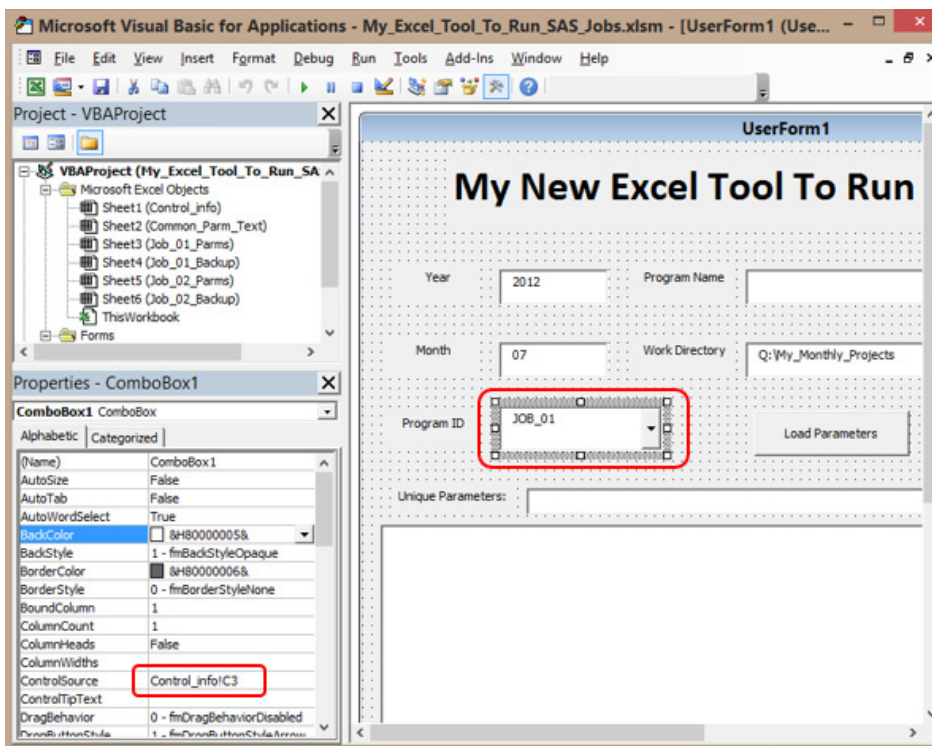 Microsoft Visual Basic for Applications - My_Excel_Tool_To_Run_SAS_Jobs.xlsm - [UserForm1 (Use...
File Edit View Insert Format Debug Run Tools Add-Ins Window Help
Project - VBAProject
VBAProject (My_Excel_Tool_To_Run_SA
Microsoft Excel Objects
Sheet1 (Control_info)
Sheet2 (Common_Parm_Text)
Sheet3 (Job_01_Parms)
Sheet4 (Job_01_Backup)
Sheet5 (Job_02_Parms)
Sheet6 (Job_02_Backup)
ThisWorkbook
Forms
Properties - ComboBox1
ComboBox1 ComboBox
Alphabetic Categorized
(Name) ComboBox1
AutoSize False
AutoTab False
AutoWordSelect True
BackColor &H80000005&
BackStyle 1 - fmBackStyleOpaque
BorderColor &H80000006&
BorderStyle 0 - fmBorderStyleNone
BoundColumn 1
ColumnCount 1
ColumnHeads False
ColumnWidths
ControlSource Control_info!C3
ControlTipText
DragBehavior 0 - fmDragBehaviorDisabled
DropButtonStyle 1 - fmDropButtonStyleArrow
UserForm1
My New Excel Tool To Run
Year 2012 Program Name
Month 07 Work Directory Q:\My_Monthly_Projects
Program ID JOB_01 Load Parameters
Unique Parameters: